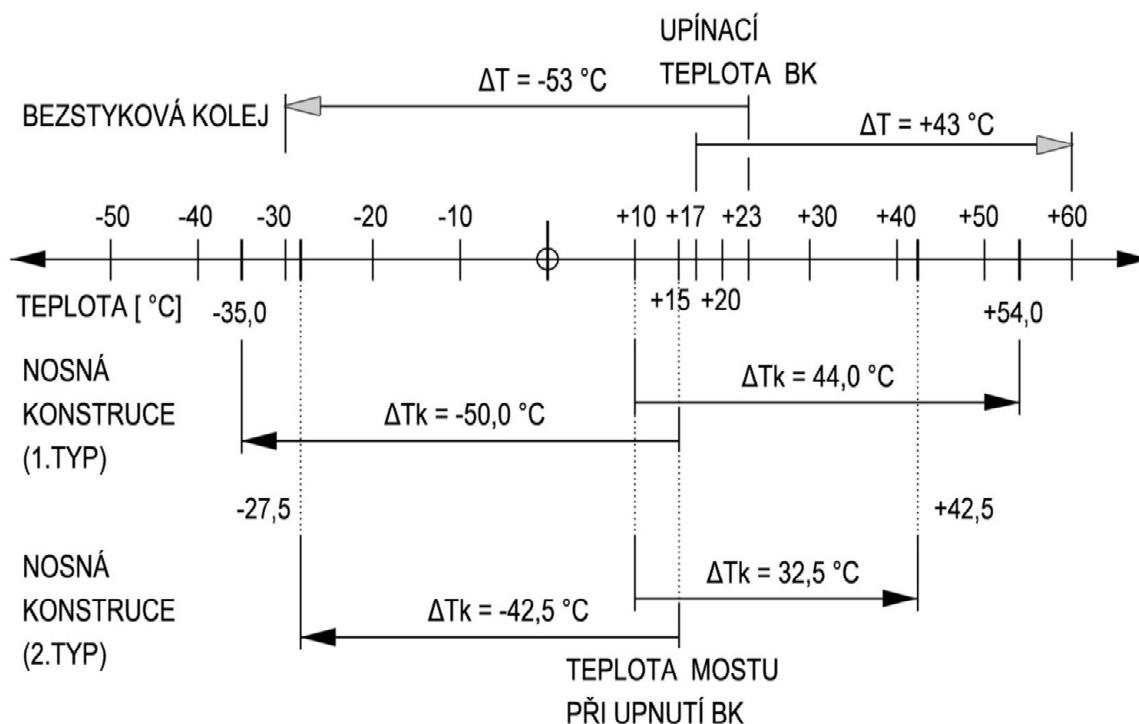 UPÍNACÍ
TEPLOTA BK
ΔT = -53 °C
BEZSTYKOVÁ KOLEJ
ΔT = +43 °C
-50 -40 -30 -20 -10 +10 +17 +23 +30 +40 +50 +60
TEPLOTA [ °C] -35,0 +15 +20 +54,0
NOSNÁ
KONSTRUCE
(1.TYP)
ΔTk = 44,0 °C
ΔTk = -50,0 °C
-27,5 +42,5
NOSNÁ
KONSTRUCE
(2.TYP)
ΔTk = 32,5 °C
ΔTk = -42,5 °C
TEPLOTA MOSTU
PŘI UPNUTÍ BK